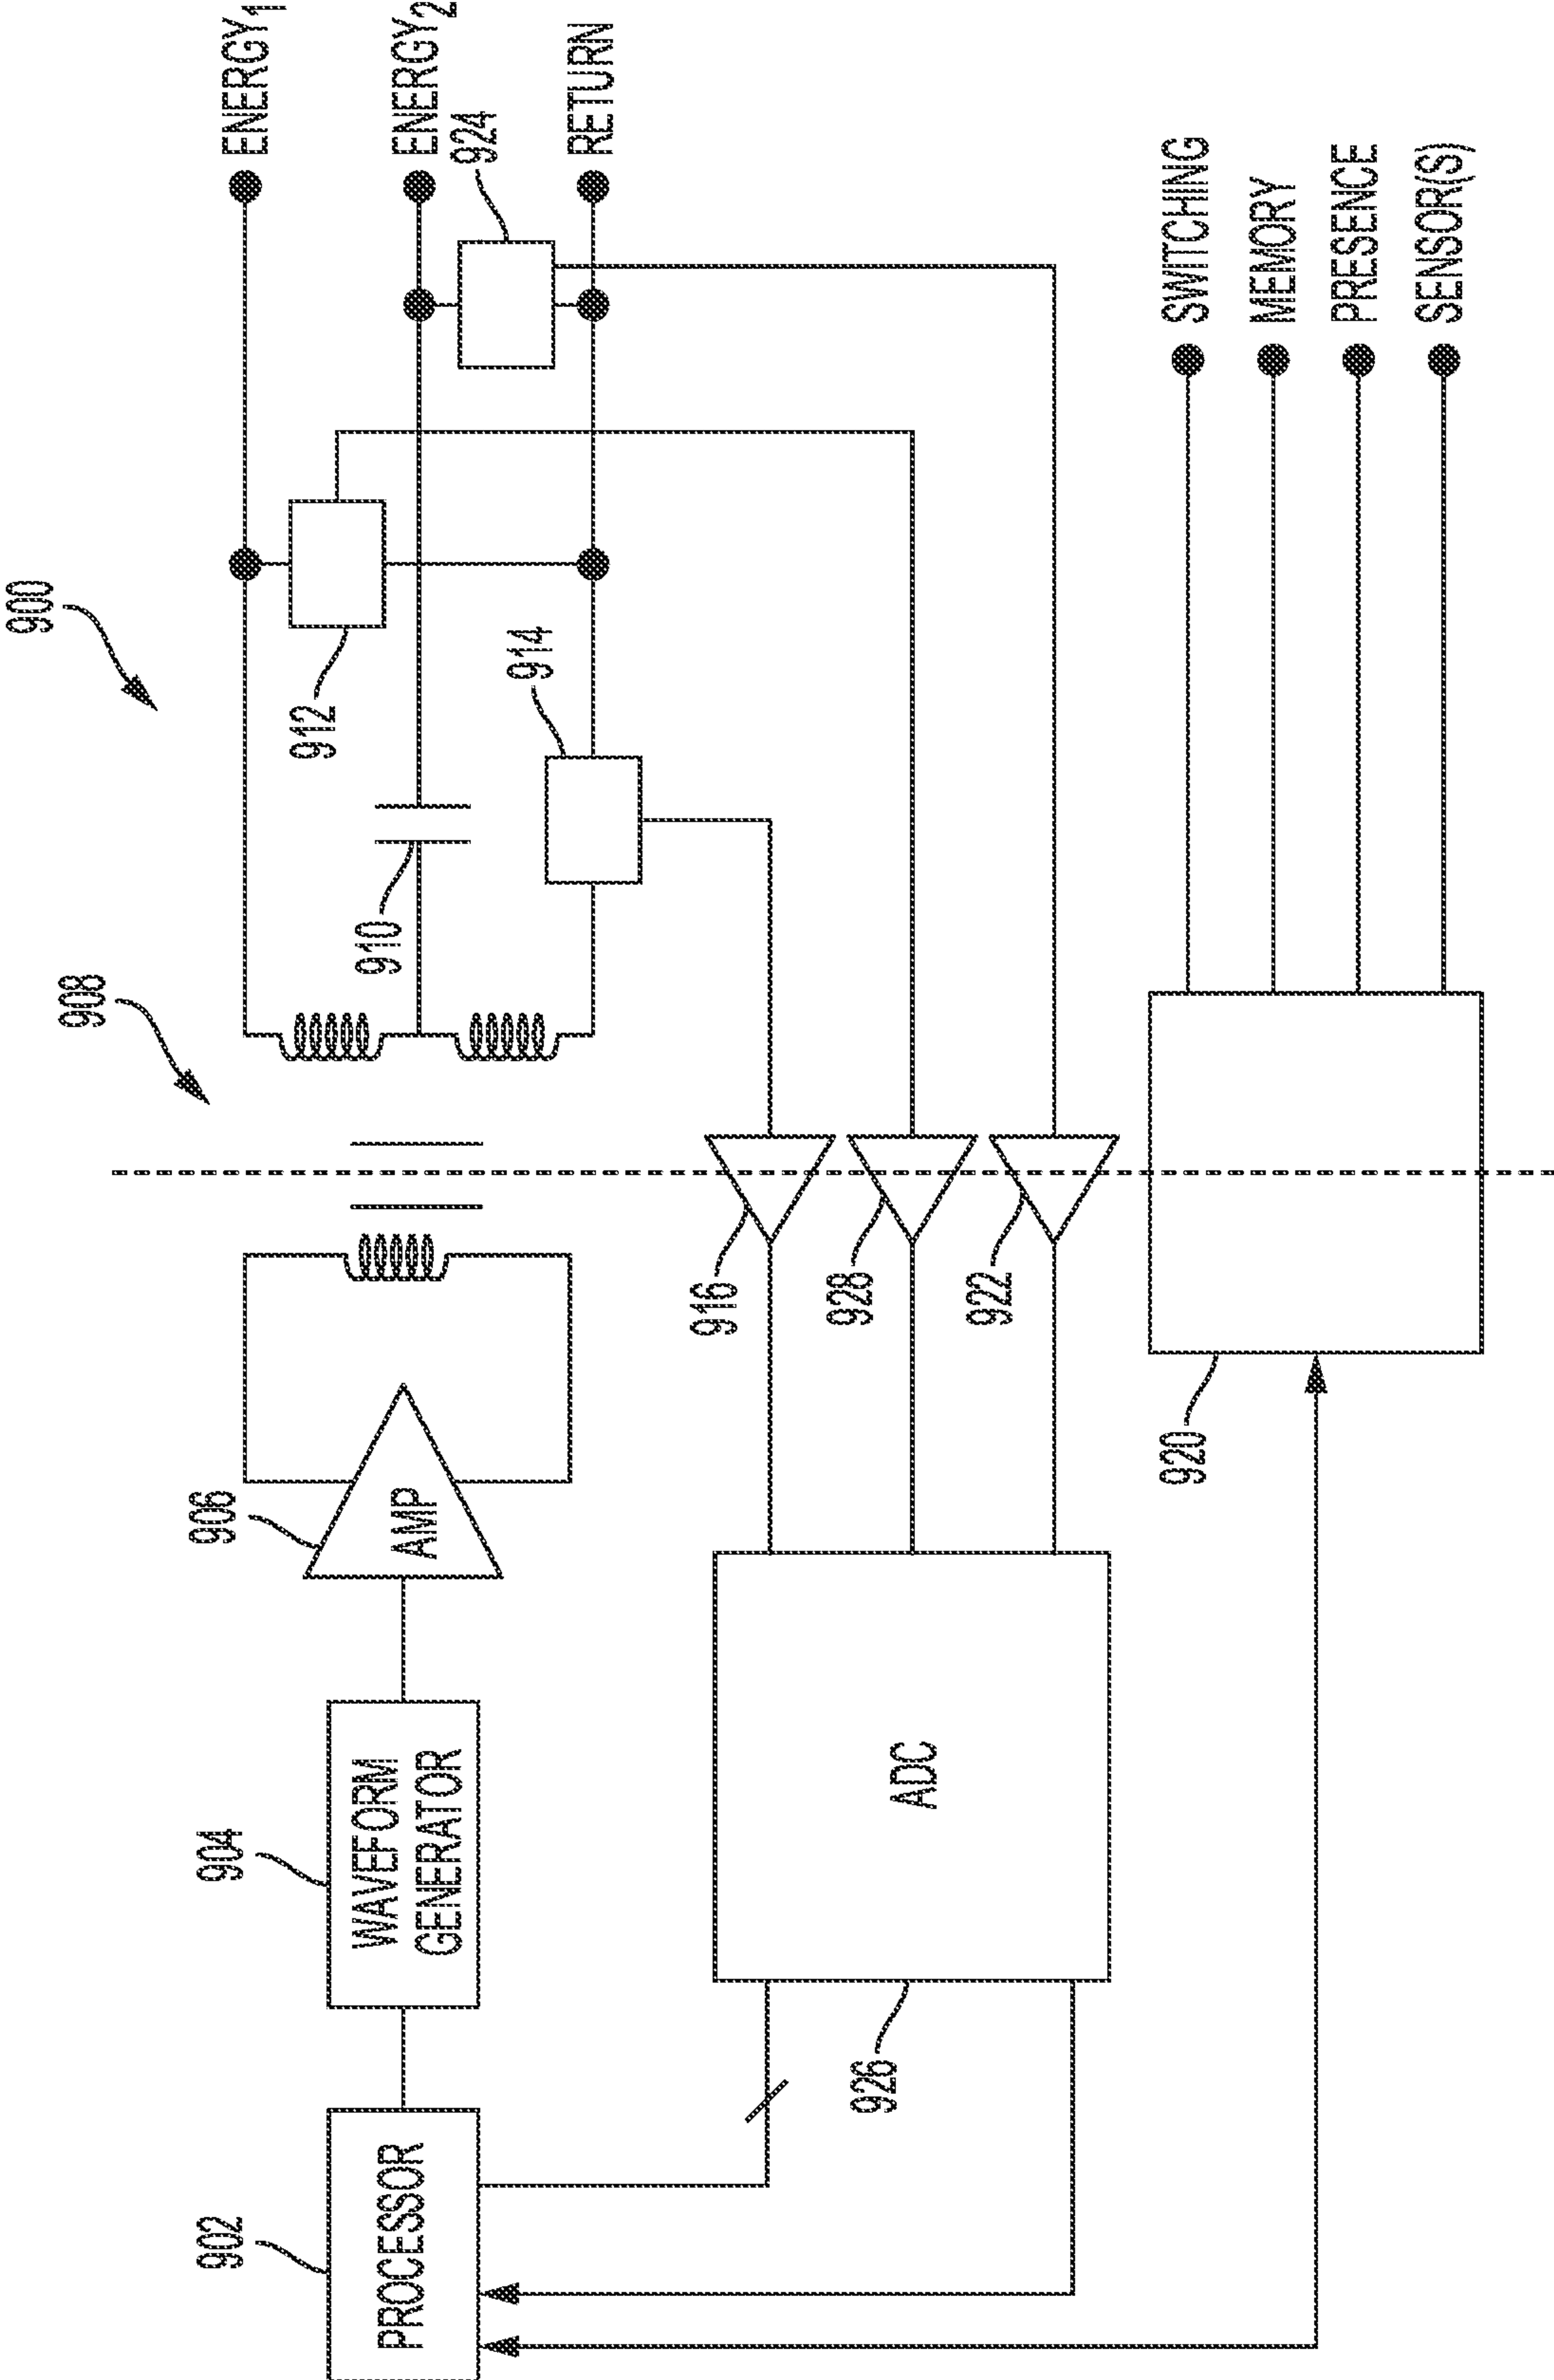 900
908
ENERGY1
ENERGY2
924
RETURN
912
914
910
906
AMP
904
WAVEFORM
GENERATOR
902
PROCESSOR
916
928
922
ADC
926
920
SWITCHING
MEMORY
PRESENCE
SENSOR(S)